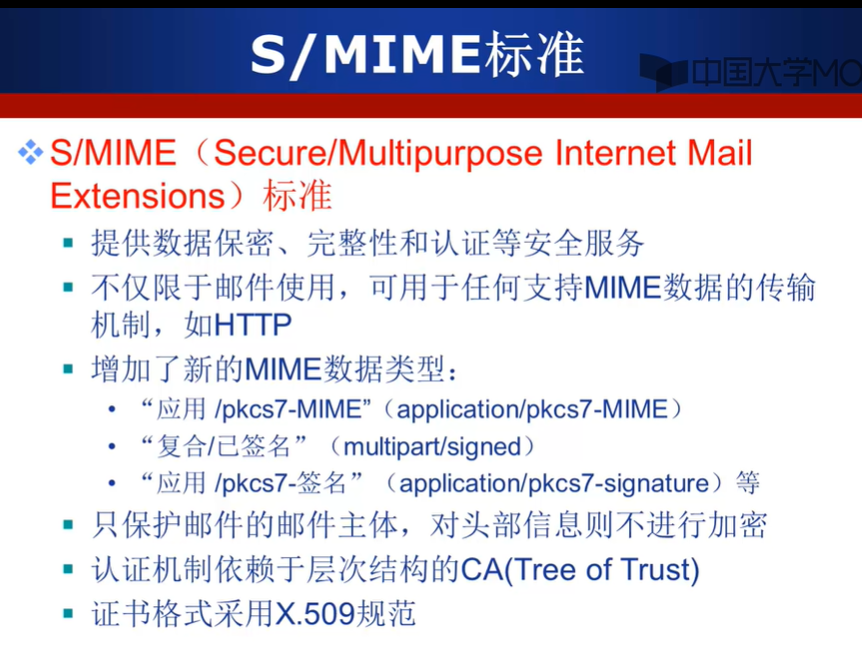 S/MIME标准
中国大学MO
S/MIME（Secure/Multipurpose Internet Mail
Extensions）标准
提供数据保密、完整性和认证等安全服务
不仅限于邮件使用，可用于任何支持MIME数据的传输
机制，如HTTP
增加了新的MIME数据类型：
• “应用 /pkcs7-MIME”（application/pkcs7-MIME）
• “复合/已签名”（multipart/signed）
• “应用 /pkcs7-签名”（application/pkcs7-signature）等
只保护邮件的邮件主体，对头部信息则不进行加密
认证机制依赖于层次结构的CA(Tree of Trust)
证书格式采用X.509规范